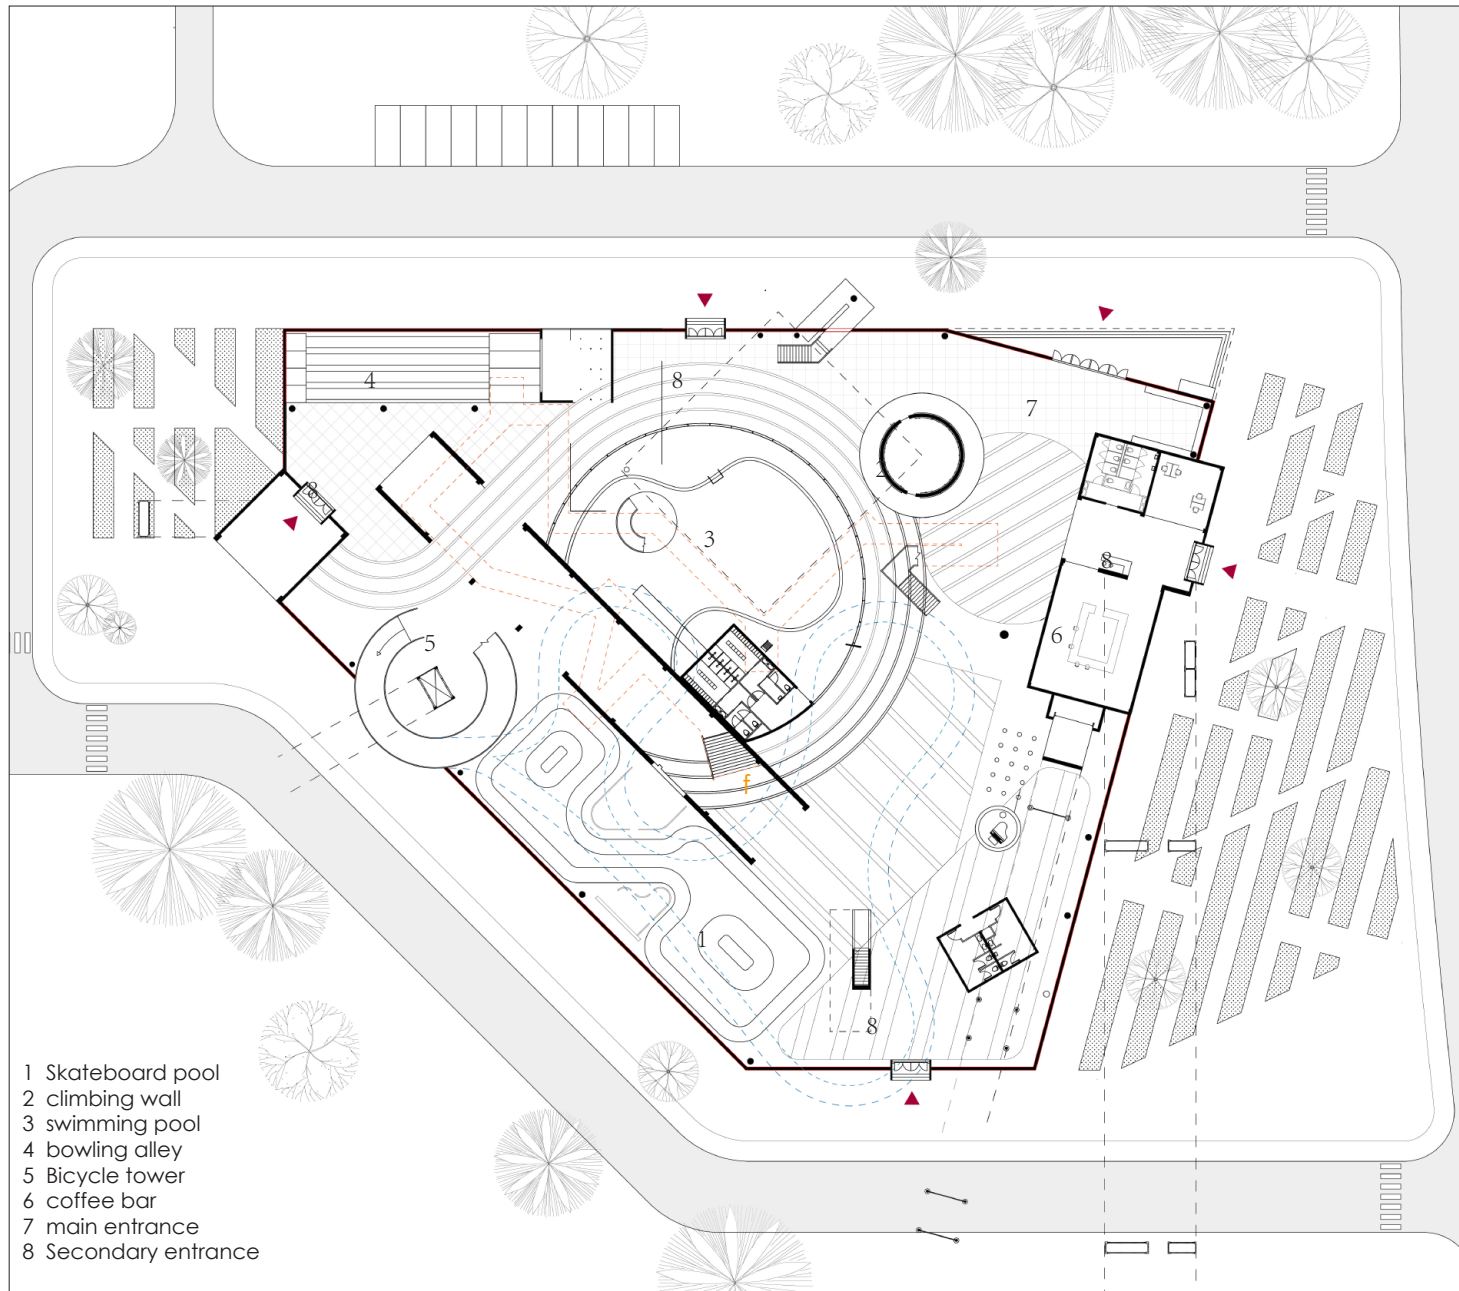 8
4
7
2
8
3
8
6
5
f
1
8
1 Skateboard pool
2 climbing wall
3 swimming pool
4 bowling alley
5 Bicycle tower
6 coffee bar
7 main entrance
8 Secondary entrance